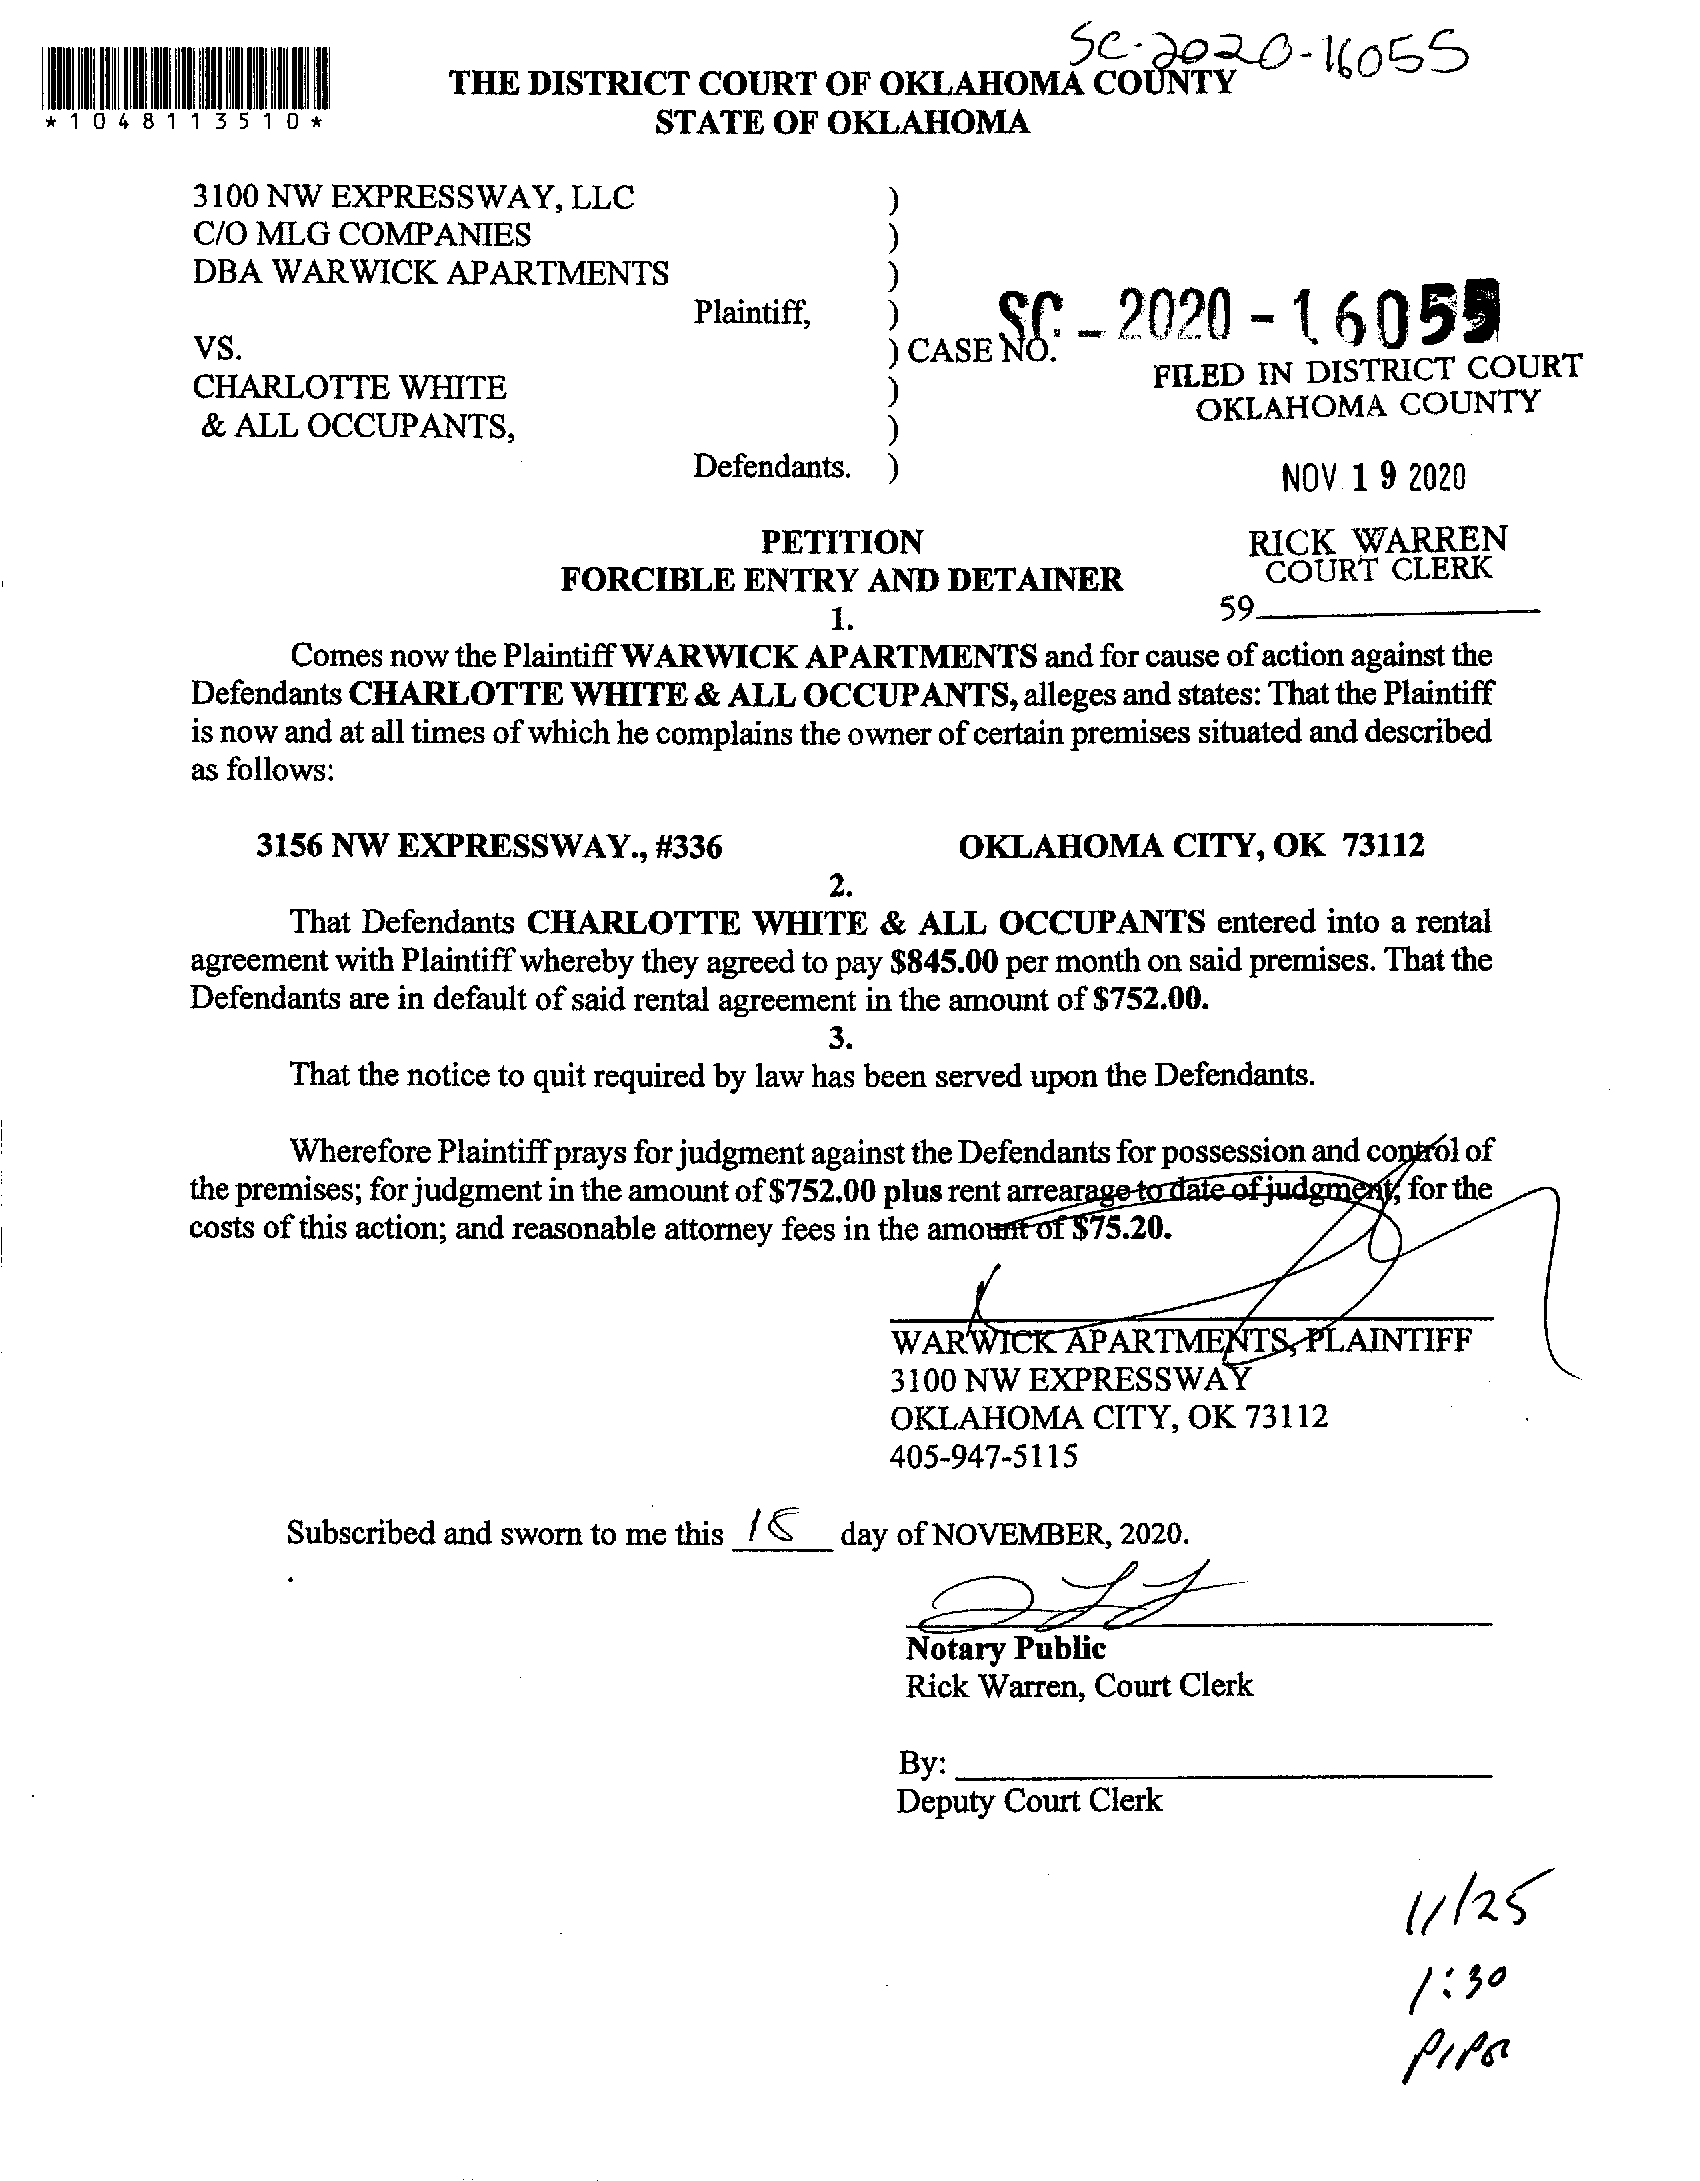 SC-2020-16055
*1048113510*
THE DISTRICT COURT OF OKLAHOMA COUNTY
STATE OF OKLAHOMA
3100 NW EXPRESSWAY, LLC )
C/O MLG COMPANIES )
DBA WARWICK APARTMENTS )
Plaintiff, )
VS. ) CASE NO. SC - 2020 - 16055
CHARLOTTE WHITE )
& ALL OCCUPANTS, )
Defendants. )
FILED IN DISTRICT COURT
OKLAHOMA COUNTY
NOV 19 2020
RICK WARREN
COURT CLERK
59
PETITION
FORCIBLE ENTRY AND DETAINER
1.
Comes now the Plaintiff WARWICK APARTMENTS and for cause of action against the
Defendants CHARLOTTE WHITE & ALL OCCUPANTS, alleges and states: That the Plaintiff
is now and at all times of which he complains the owner of certain premises situated and described
as follows:
3156 NW EXPRESSWAY., #336 OKLAHOMA CITY, OK 73112
2.
That Defendants CHARLOTTE WHITE & ALL OCCUPANTS entered into a rental
agreement with Plaintiff whereby they agreed to pay $845.00 per month on said premises. That the
Defendants are in default of said rental agreement in the amount of $752.00.
3.
That the notice to quit required by law has been served upon the Defendants.
Wherefore Plaintiff prays for judgment against the Defendants for possession and control of
the premises; for judgment in the amount of $752.00 plus rent arrearage to date of judgment; for the
costs of this action; and reasonable attorney fees in the amount of $75.20.
WARWICK APARTMENTS, PLAINTIFF
3100 NW EXPRESSWAY
OKLAHOMA CITY, OK 73112
405-947-5115
Subscribed and sworn to me this 18 day of NOVEMBER, 2020.
Notary Public
Rick Warren, Court Clerk
By:
Deputy Court Clerk
11/25
1:30